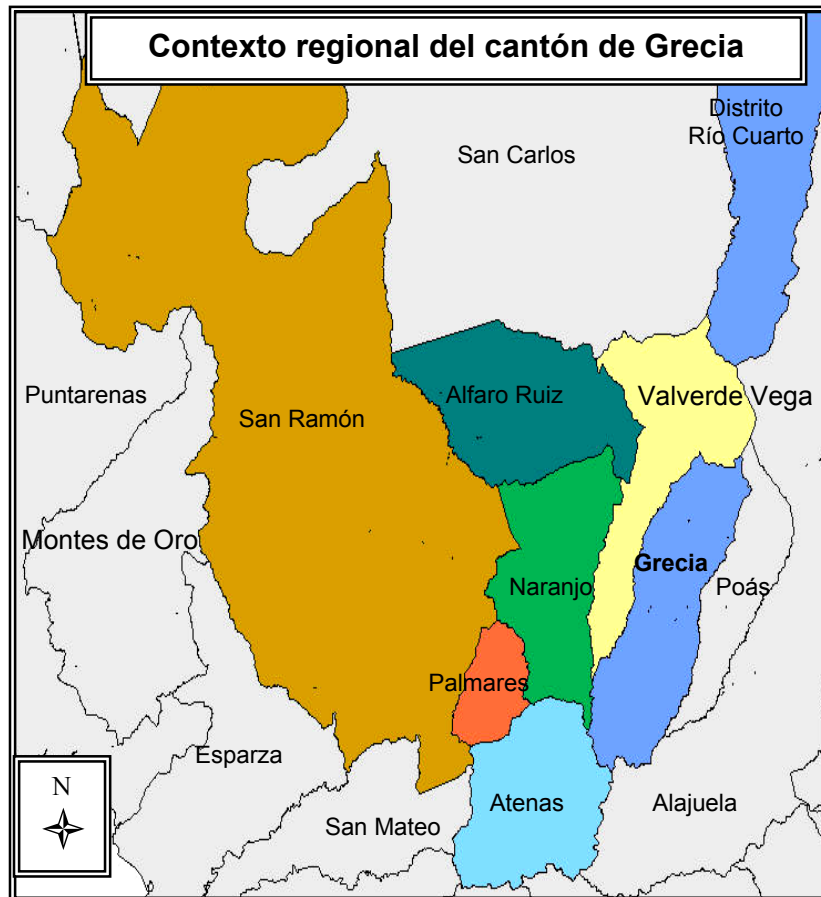 Contexto regional del cantón de Grecia
Distrito
Río Cuarto
San Carlos
Puntarenas
San Ramón
Alfaro Ruiz
Valverde Vega
Montes de Oro
Naranjo
Grecia
Poás
Palmares
Esparza
N
San Mateo
Atenas
Alajuela